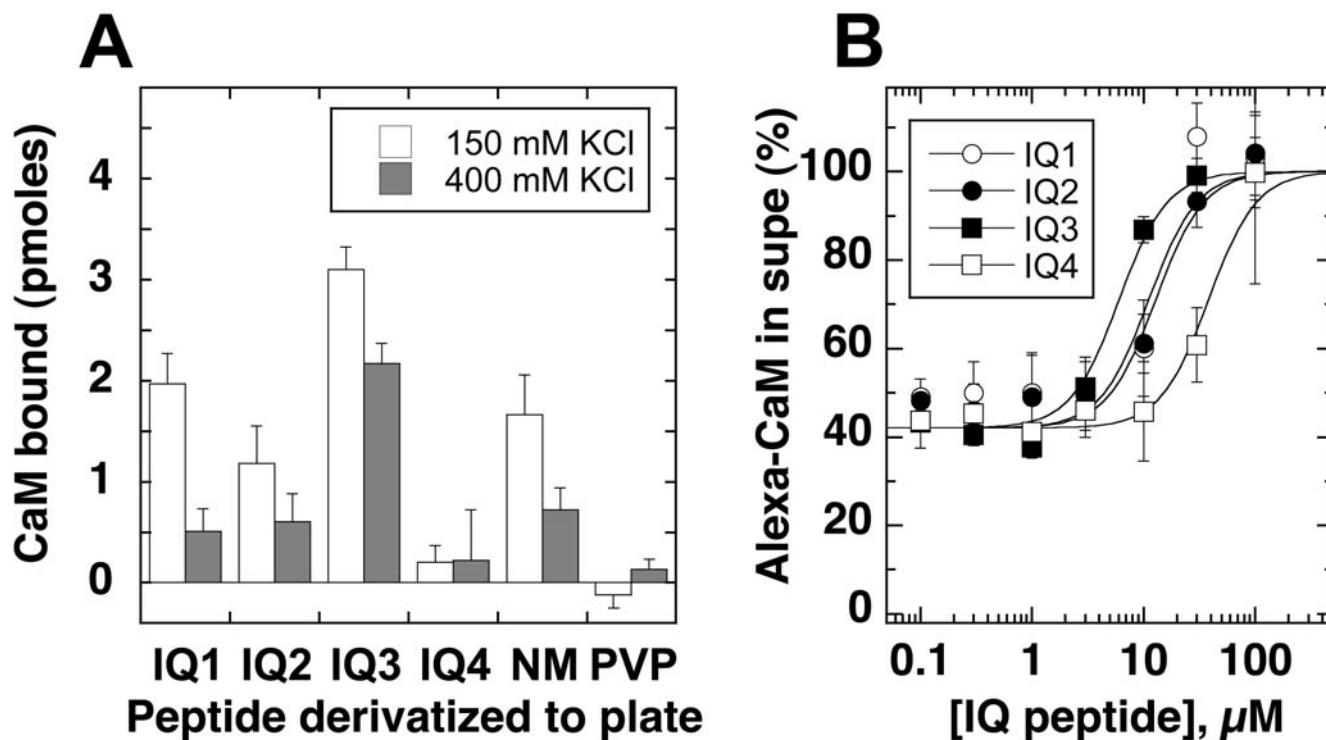 A
CaM bound (pmoles)
4
3
2
1
0
150 mM KCl
400 mM KCl
IQ1 IQ2 IQ3 IQ4 NM PVP
Peptide derivatized to plate
B
Alexa-CaM in supe (%)
100
80
60
40
20
0
IQ1
IQ2
IQ3
IQ4
0.1 1 10 100
[IQ peptide], µM